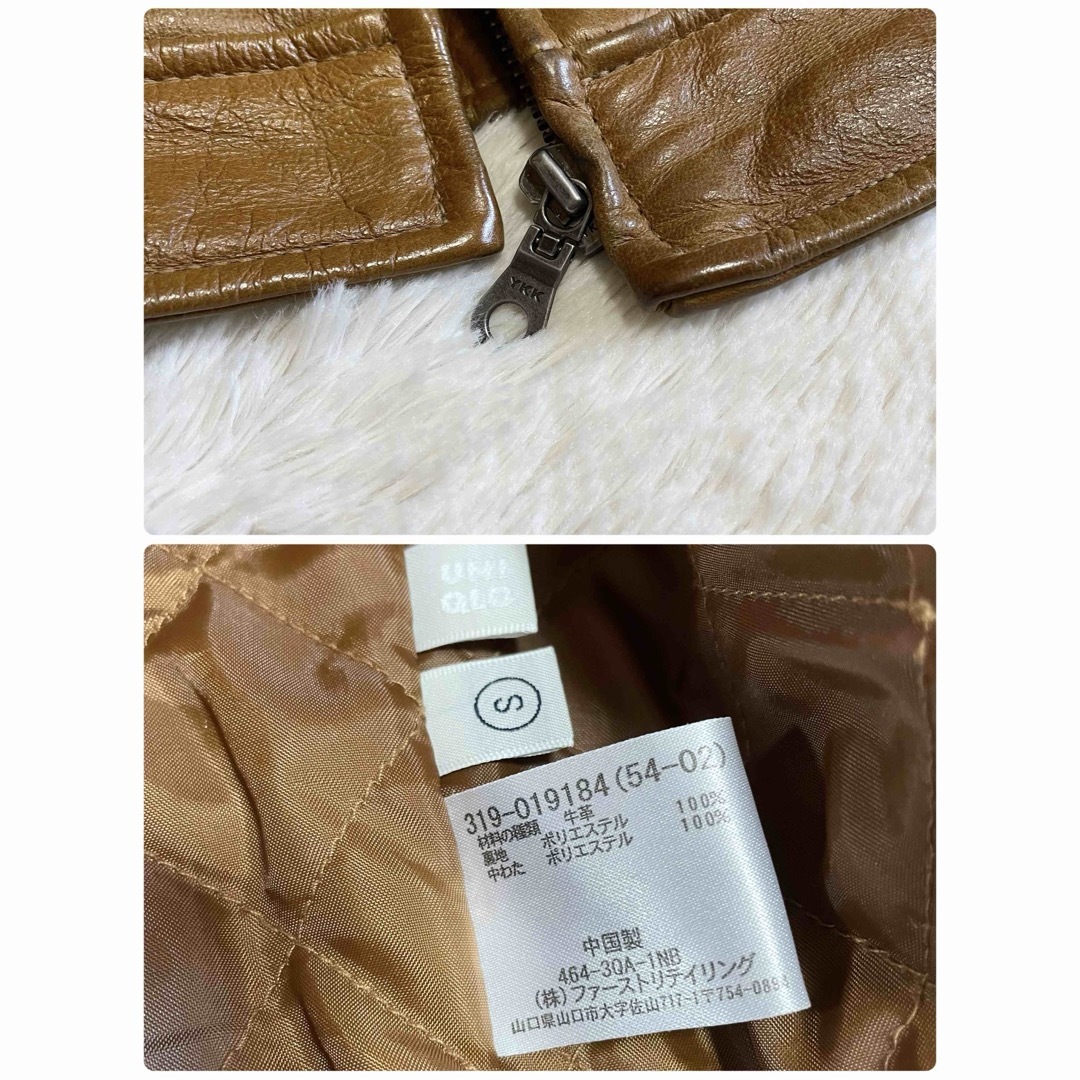 YKK
UNI
QLO
S
319-019184(54-02)
材料の種類 牛革
裏地 ポリエステル 100%
中わた ポリエステル 100%
中国製
464-3QA-1NB
(株)ファーストリテイリング
山口県山口市大字佐山717-1〒754-0894